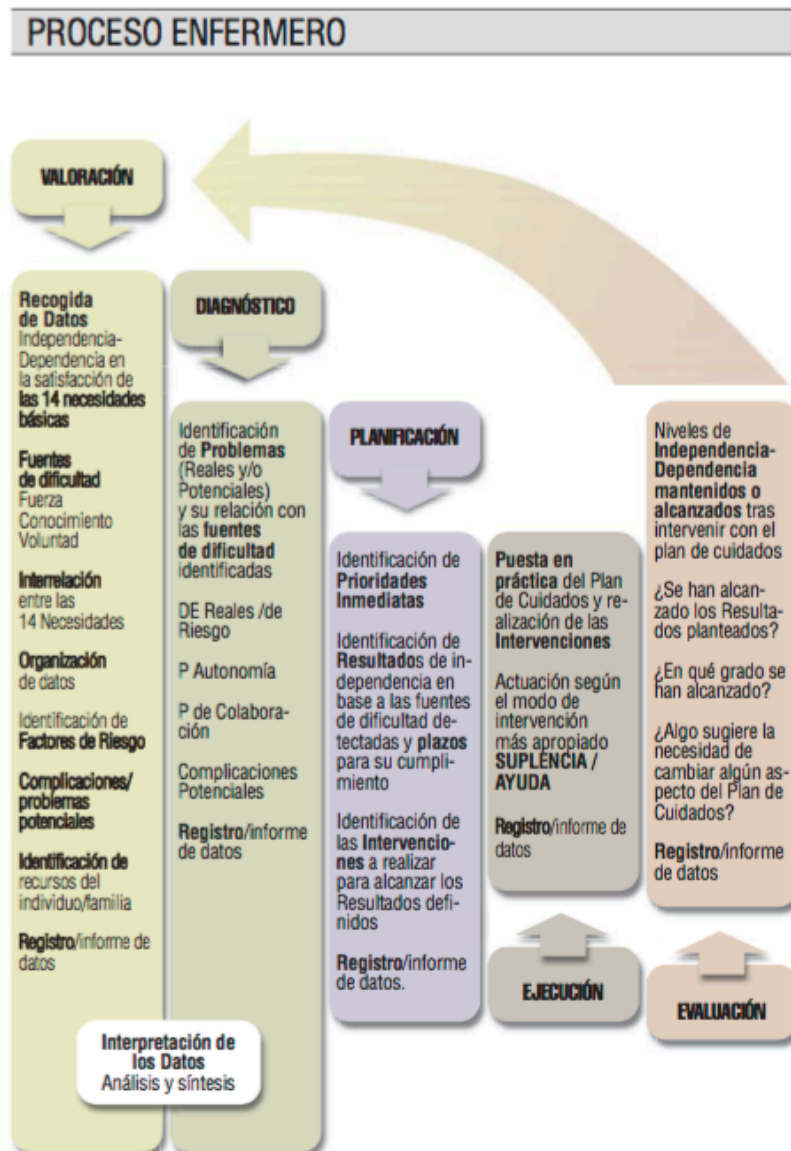 PROCESO ENFERMERO
VALORACIÓN
Recogida
de Datos
Independencia-
Dependencia en
la satisfacción de
las 14 necesidades
básicas
Fuentes
de dificultad
Fuerza
Conocimiento
Voluntad
Interrelación
entre las
14 Necesidades
Organización
de datos
Identificación de
Factores de Riesgo
Complicaciones/
problemas
potenciales
Identificación de
recursos del
individuo/familia
Registro/informe de
datos
DIAGNÓSTICO
Identificación
de Problemas
(Reales y/o
Potenciales)
y su relación con
las fuentes
de dificultad
identificadas
DE Reales /de
Riesgo
P Autonomía
P de Colabora-
ción
Complicaciones
Potenciales
Registro/informe
de datos
Interpretación de
los Datos
Análisis y síntesis
PLANIFICACIÓN
Identificación de
Prioridades
Inmediatas
Identificación de
Resultados de in-
dependencia en
base a las fuentes
de dificultad de-
tectadas y plazos
para su cumpli-
miento
Identificación de
las Intervencio-
nes a realizar
para alcanzar los
Resultados defi-
nidos
Registro/informe
de datos.
Puesta en
práctica del Plan
de Cuidados y re-
alización de las
Intervenciones
Actuación según
el modo de
intervención
más apropiado
SUPLENCIA /
AYUDA
Registro/informe de
datos
EJECUCIÓN
Niveles de
Independencia-
Dependencia
mantenidos o
alcanzados tras
intervenir con el
plan de cuidados
¿Se han alcan-
zado los Resulta-
dos planteados?
¿En qué grado se
han alcanzado?
¿Algo sugiere la
necesidad de
cambiar algún as-
pecto del Plan de
Cuidados?
Registro/informe
de datos
EVALUACIÓN